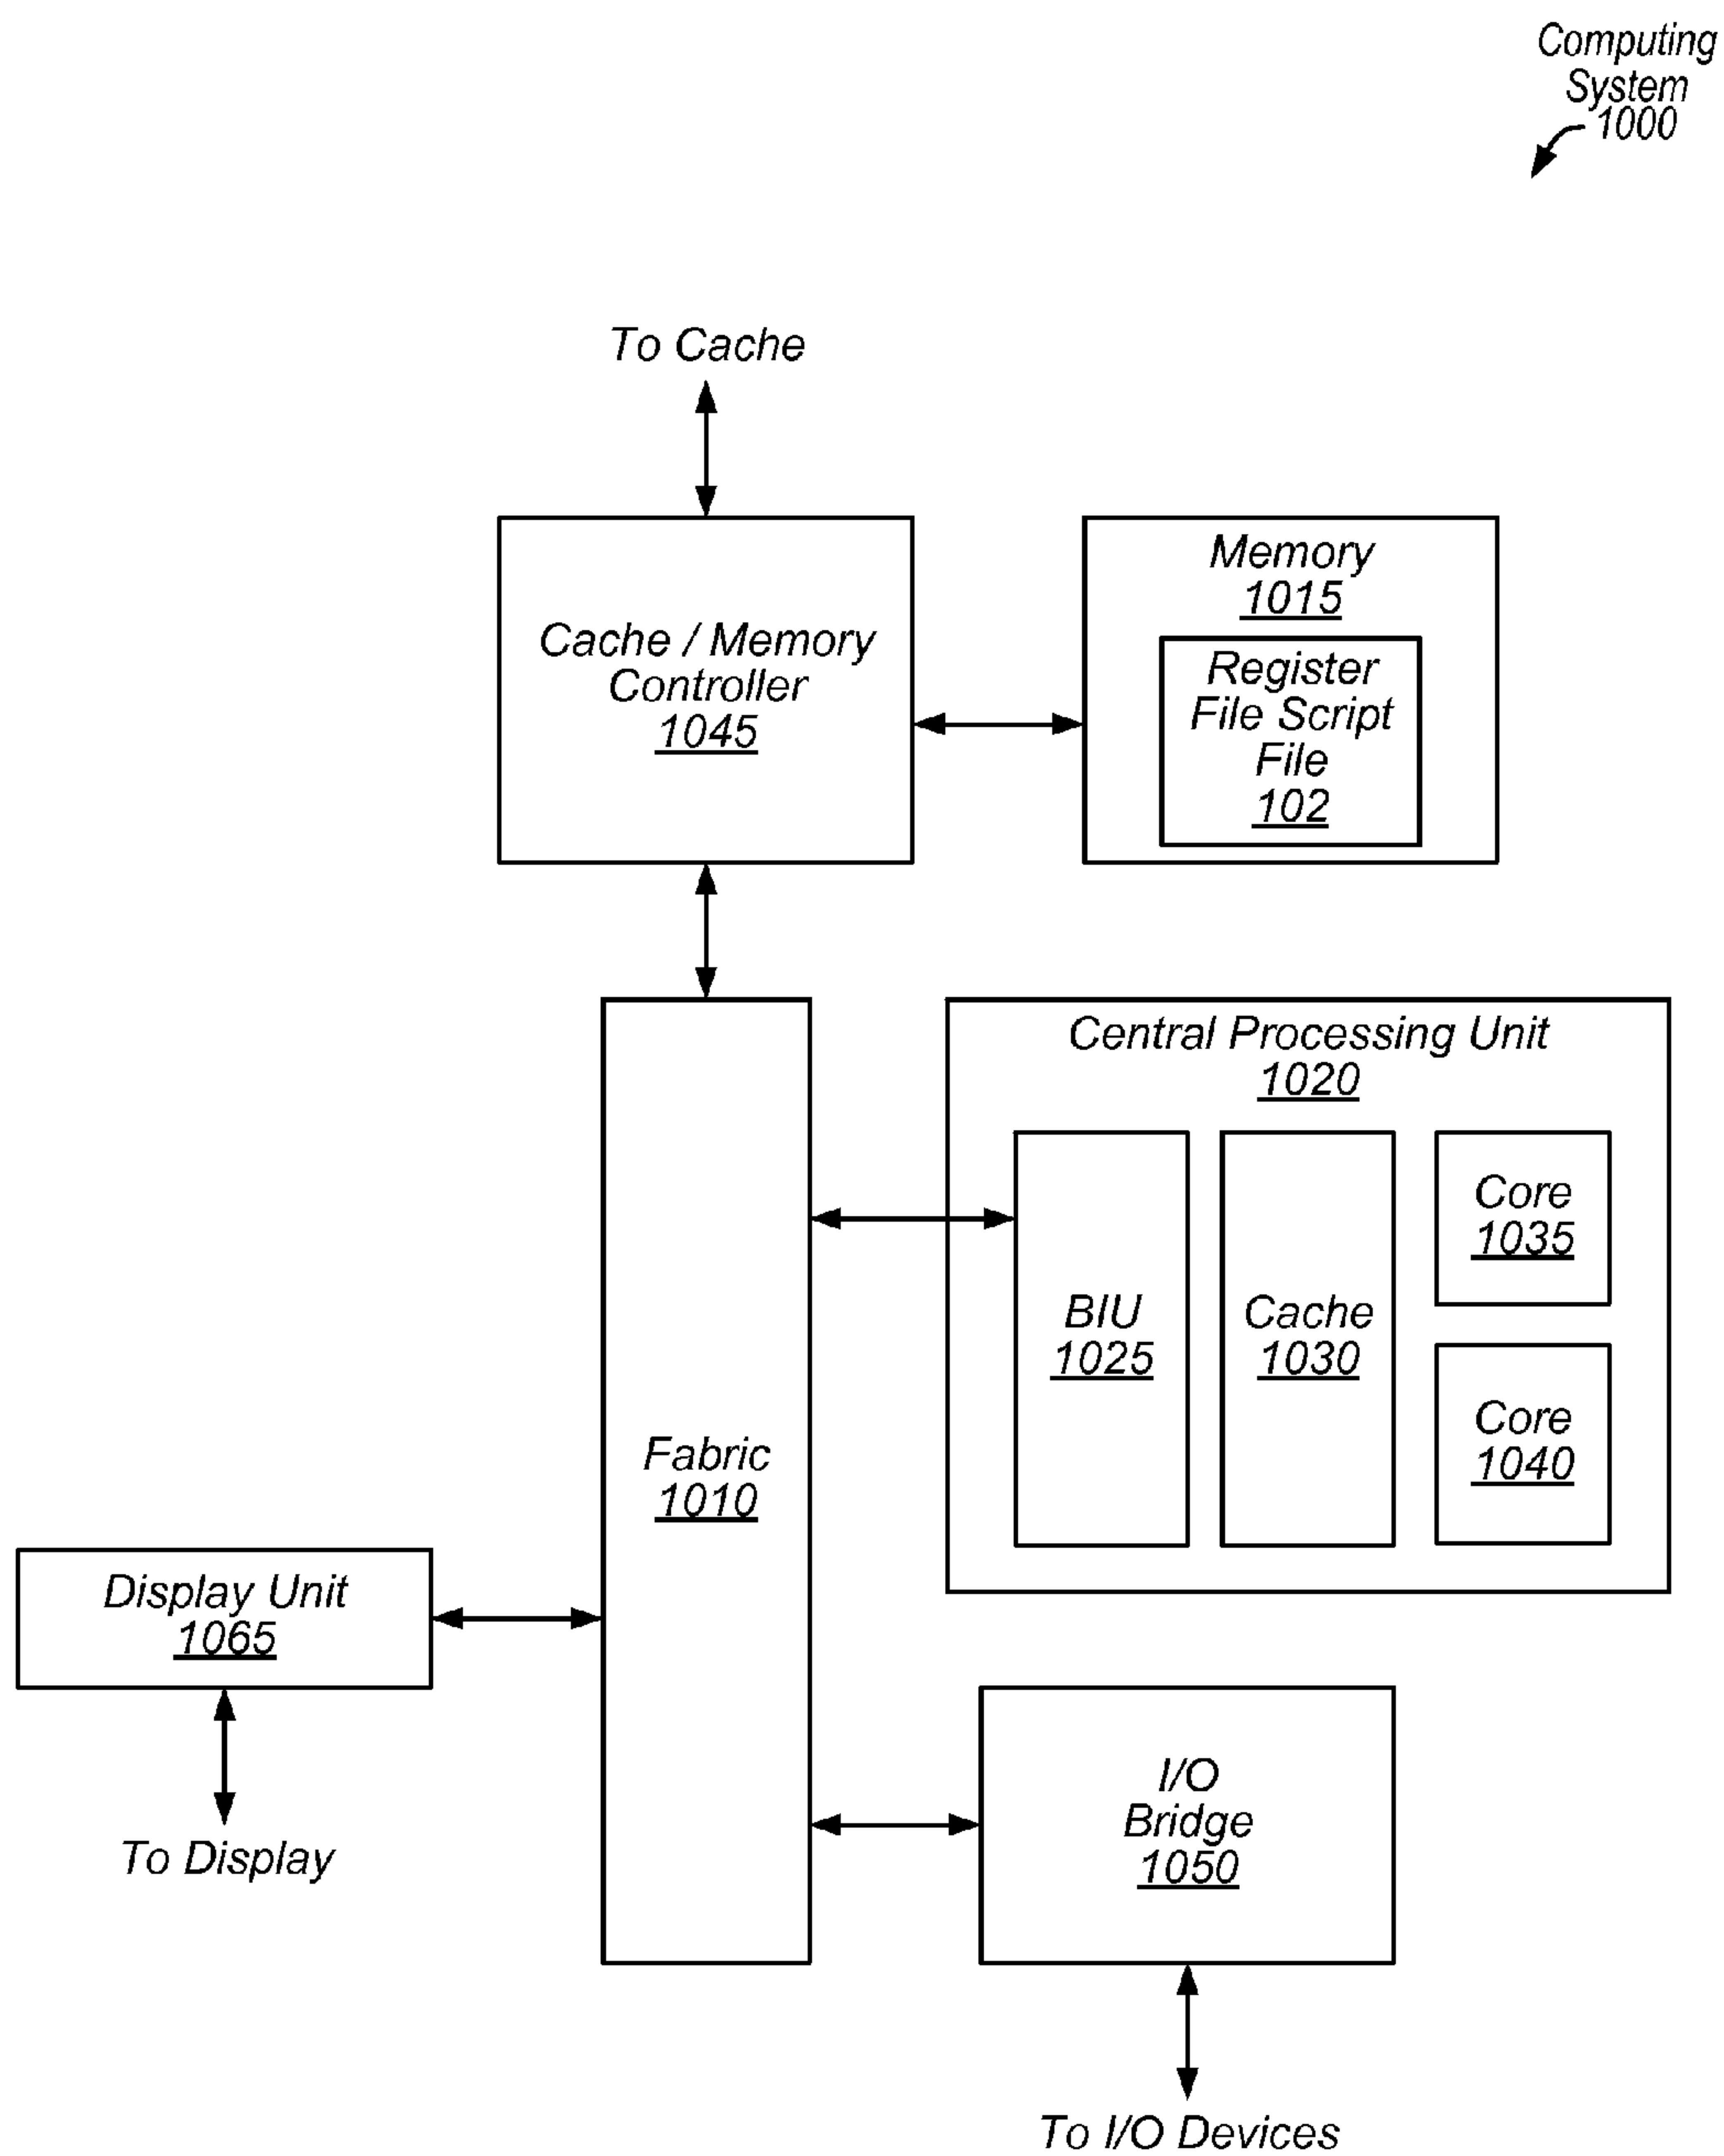 Computing
System
1000
To Cache
Cache / Memory
Controller
1045
Memory
1015
Register
File Script
File
102
Central Processing Unit
1020
BIU
1025
Cache
1030
Core
1035
Core
1040
Fabric
1010
Display Unit
1065
To Display
I/O
Bridge
1050
To I/O Devices